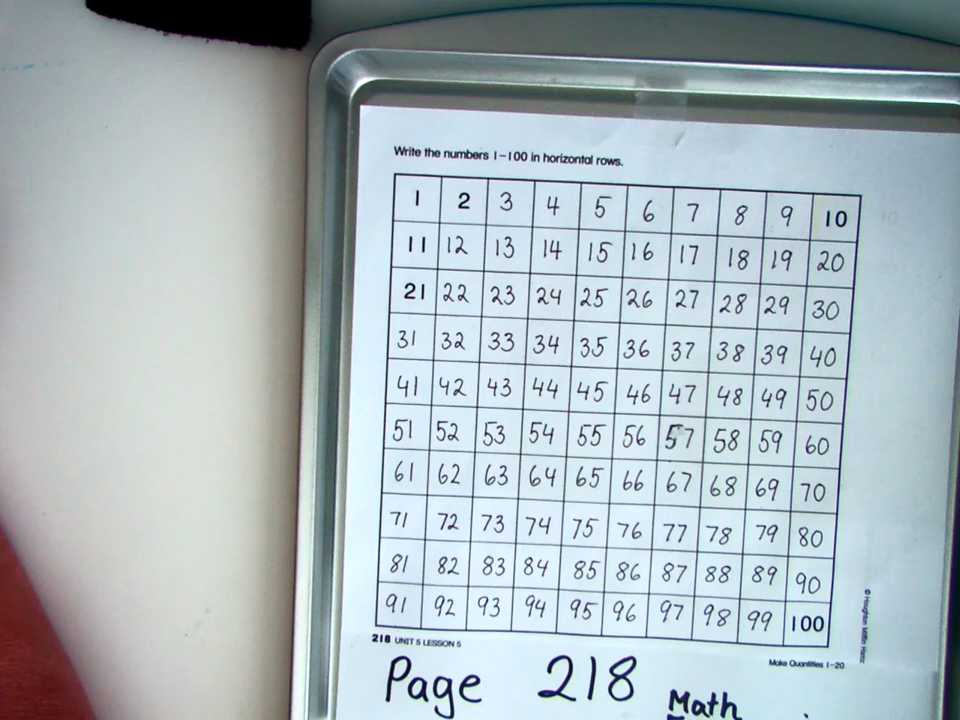 Write the numbers 1-100 in horizontal rows.
1 2 3 4 5 6 7 8 9 10
11 12 13 14 15 16 17 18 19 20
21 22 23 24 25 26 27 28 29 30
31 32 33 34 35 36 37 38 39 40
41 42 43 44 45 46 47 48 49 50
51 52 53 54 55 56 57 58 59 60
61 62 63 64 65 66 67 68 69 70
71 72 73 74 75 76 77 78 79 80
81 82 83 84 85 86 87 88 89 90
91 92 93 94 95 96 97 98 99 100
© Houghton Mifflin Harco
218 UNIT 5 LESSON 5
Make Quantities 1-20
Page 218
Math